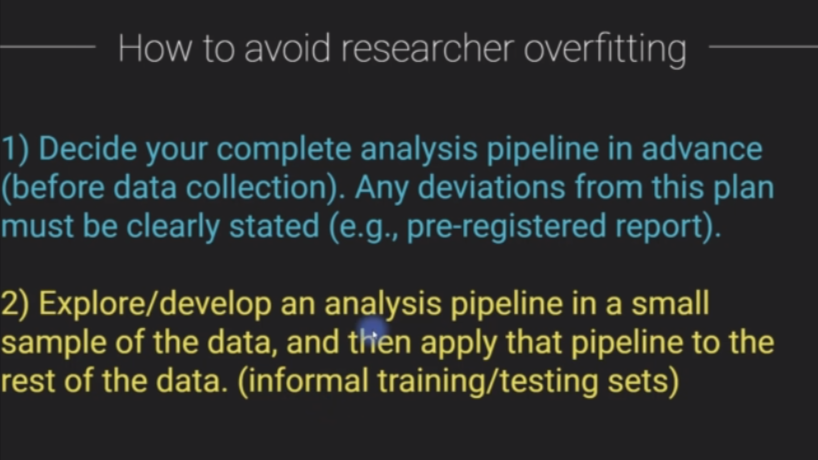 How to avoid researcher overfitting
1) Decide your complete analysis pipeline in advance
(before data collection). Any deviations from this plan
must be clearly stated (e.g., pre-registered report).
2) Explore/develop an analysis pipeline in a small
sample of the data, and then apply that pipeline to the
rest of the data. (informal training/testing sets)